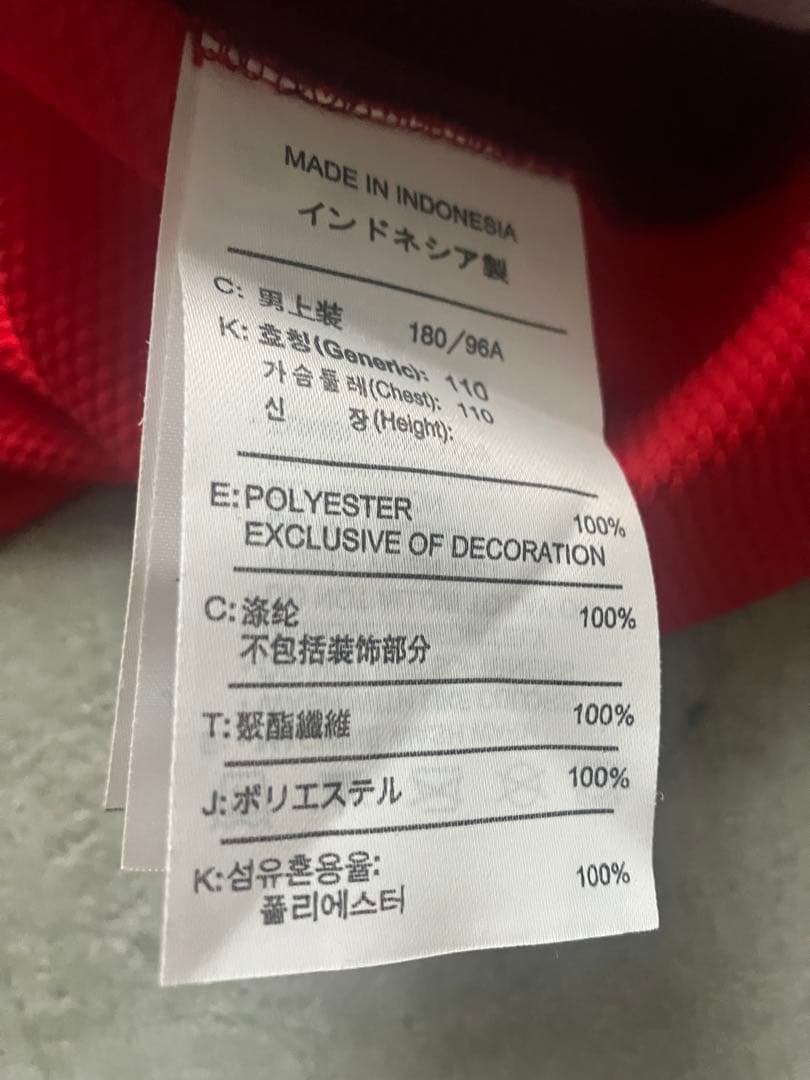 MADE IN INDONESIA
インドネシア製
C: 男上装 180/96A
K: 호칭(Generic): 110
가슴둘레(Chest): 110
신 장(Height):
E:POLYESTER 100%
EXCLUSIVE OF DECORATION
C:涤纶 100%
不包括装饰部分
T:聚酯纖維 100%
J:ポリエステル 100%
K:섬유혼용율:
폴리에스터 100%